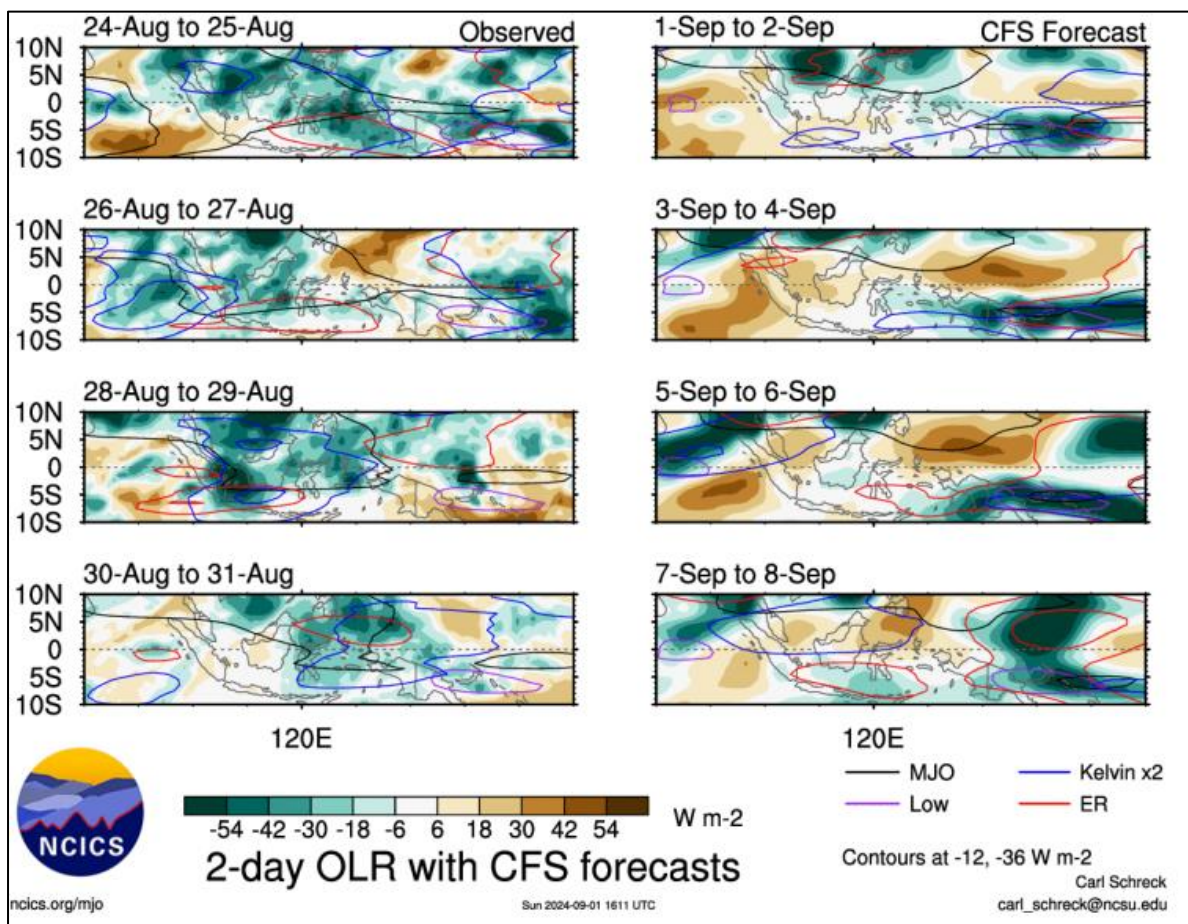 24-Aug to 25-Aug Observed
10N
5N
0
5S
10S
1-Sep to 2-Sep CFS Forecast
26-Aug to 27-Aug
10N
5N
0
5S
10S
3-Sep to 4-Sep
28-Aug to 29-Aug
10N
5N
0
5S
10S
5-Sep to 6-Sep
30-Aug to 31-Aug
10N
5N
0
5S
10S
7-Sep to 8-Sep
120E
120E
MJO Kelvin x2
Low ER
NCICS
-54 -42 -30 -18 -6 6 18 30 42 54 W m-2
2-day OLR with CFS forecasts
Contours at -12, -36 W m-2
Carl Schreck
carl_schreck@ncsu.edu
ncics.org/mjo
Sun 2024-09-01 1611 UTC